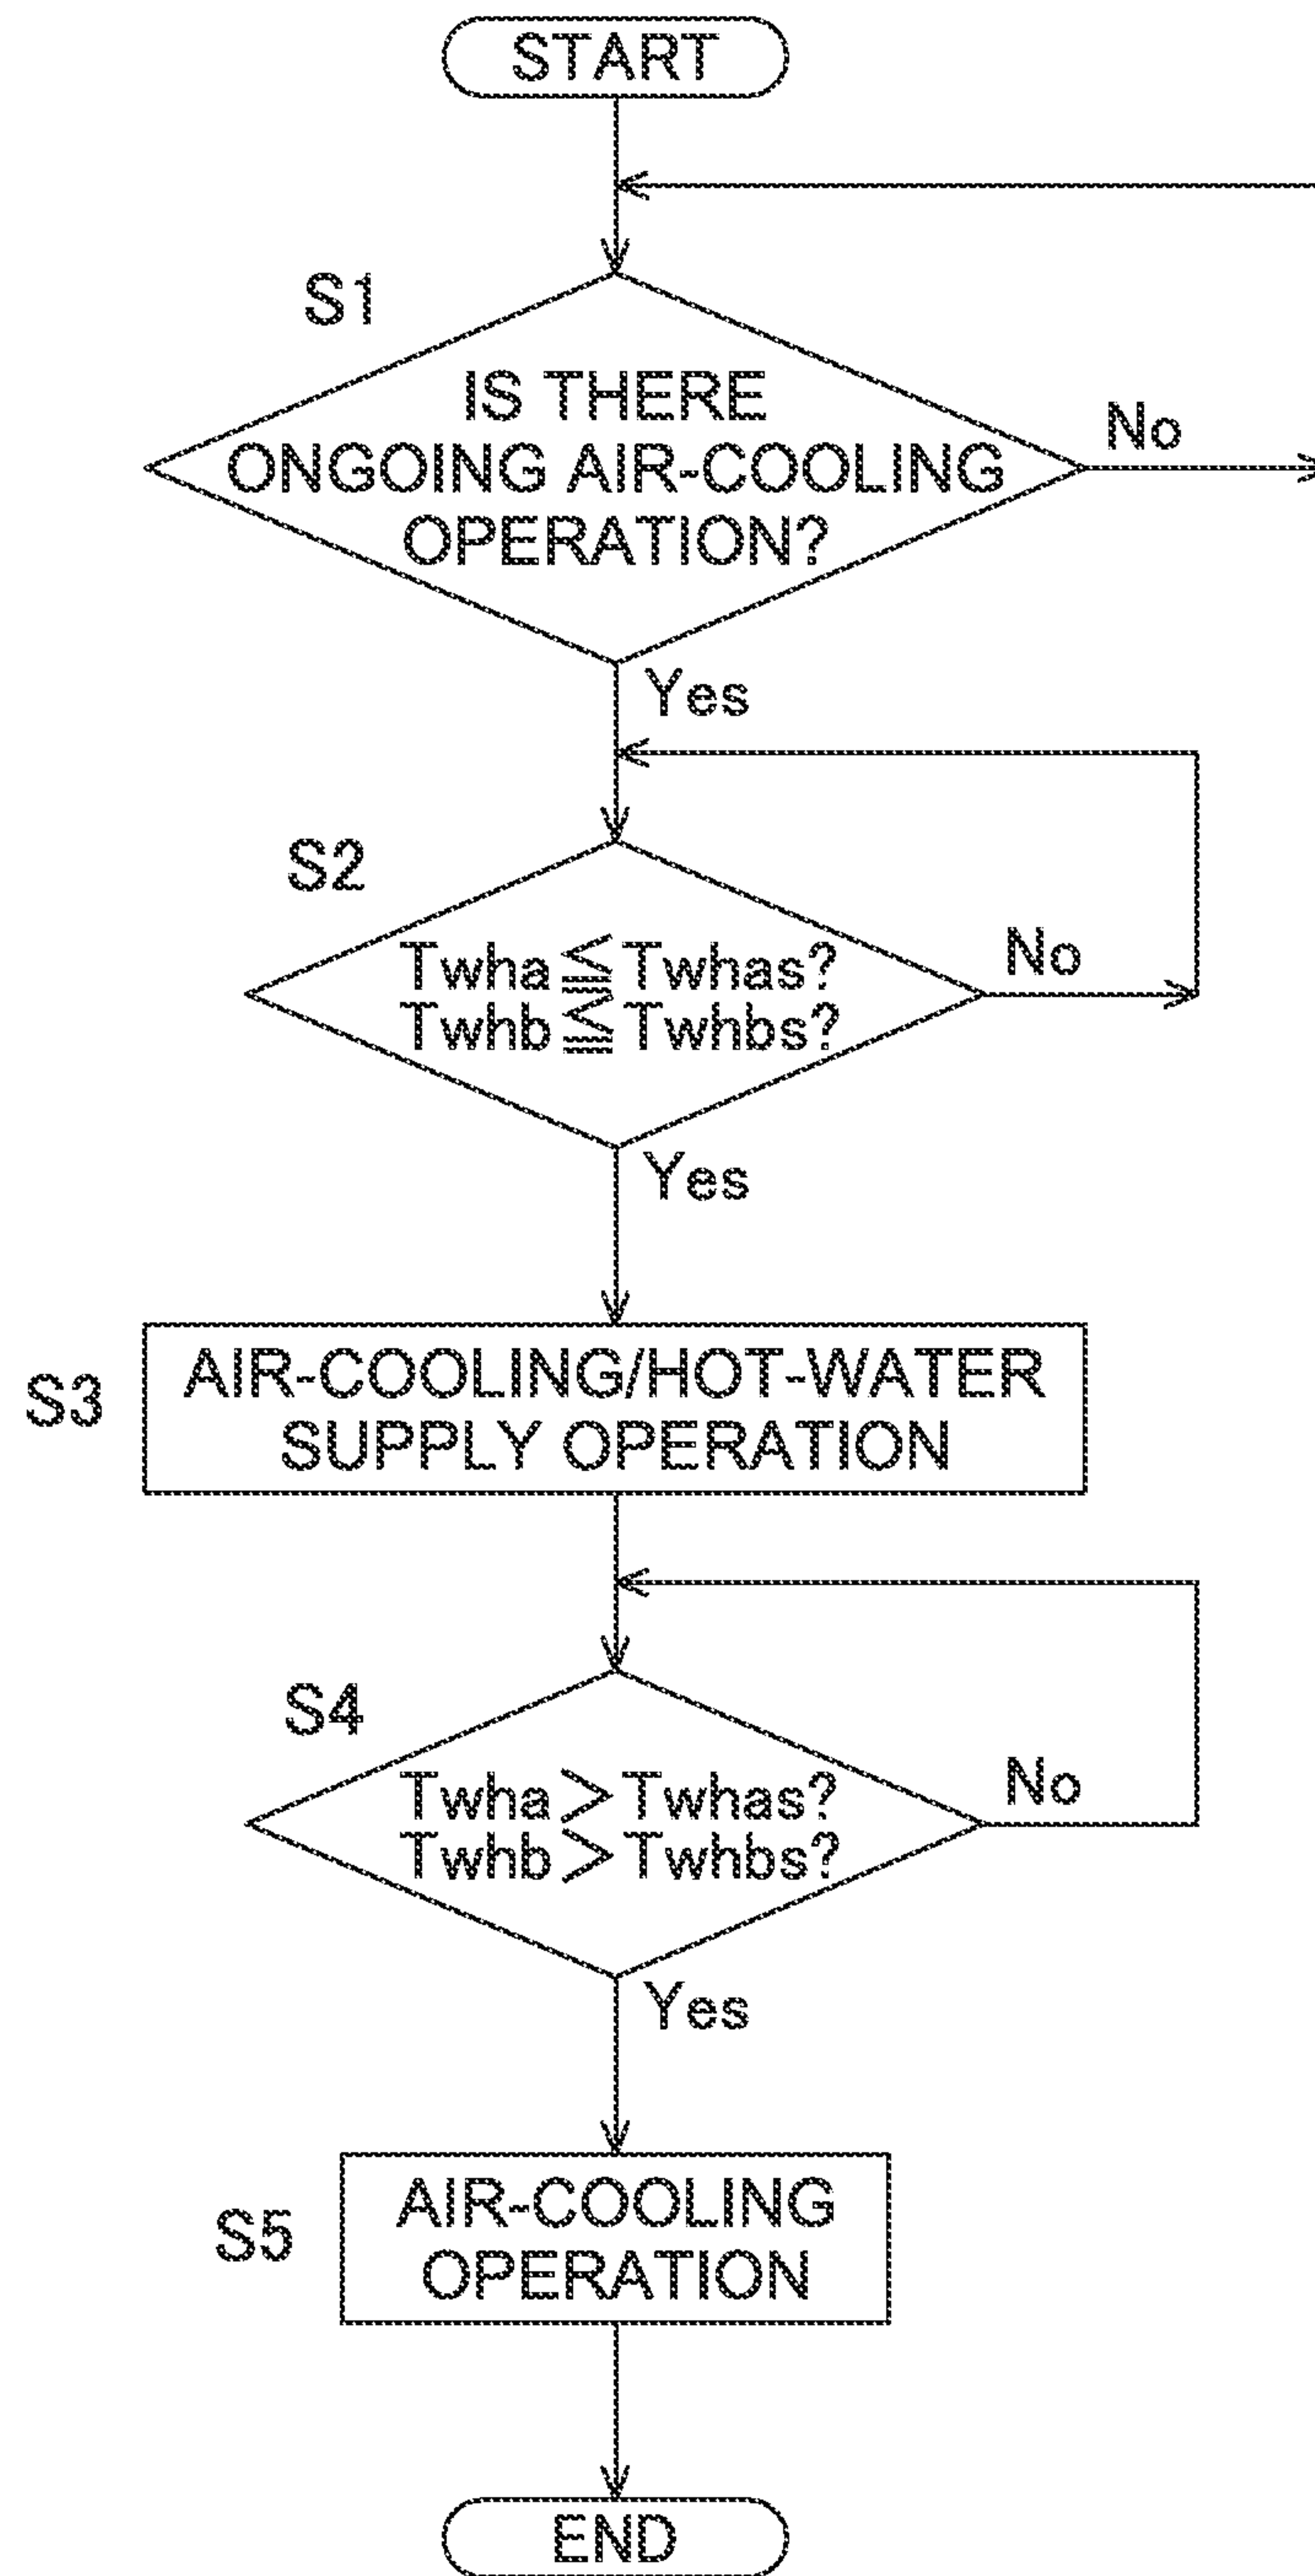 START
S1
IS THERE
ONGOING AIR-COOLING
OPERATION?
No
Yes
S2
Twha≦Twhas?
Twhb≦Twhbs?
No
Yes
S3
AIR-COOLING/HOT-WATER
SUPPLY OPERATION
S4
Twha>Twhas?
Twhb>Twhbs?
No
Yes
S5
AIR-COOLING
OPERATION
END